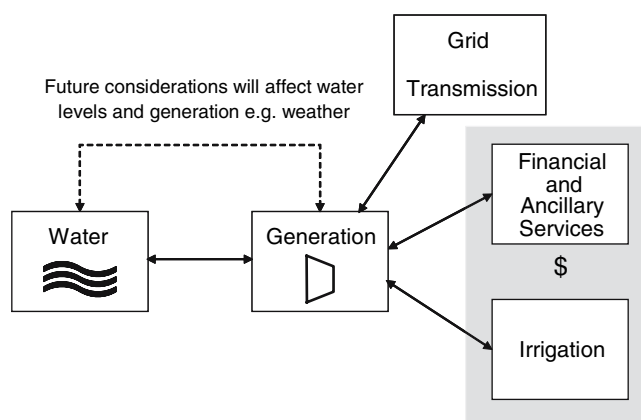 Grid
Transmission
Future considerations will affect water
levels and generation e.g. weather
Water
Generation
Financial
and
Ancillary
Services
$
Irrigation